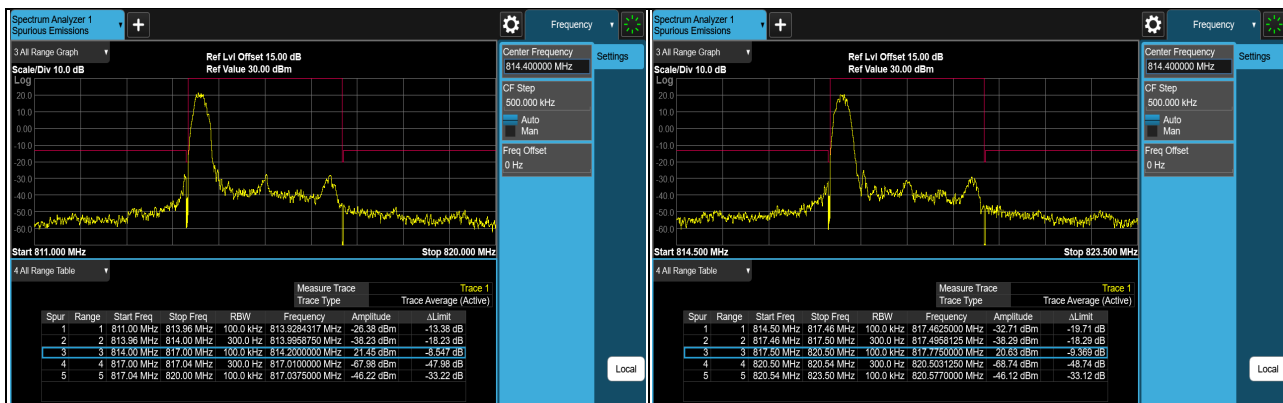 Spectrum Analyzer 1
Spurious Emissions
+
Frequency
3 All Range Graph
Ref Lvl Offset 15.00 dB
Scale/Div 10.0 dB
Ref Value 30.00 dBm
Log
20.0
10.0
0.00
-10.0
-20.0
-30.0
-40.0
-50.0
-60.0
Start 811.000 MHz
Stop 820.000 MHz
Center Frequency
814.400000 MHz
Settings
CF Step
500.000 kHz
Auto
Man
Freq Offset
0 Hz
Local
4 All Range Table
Measure Trace Trace 1
Trace Type Trace Average (Active)
Spur Range Start Freq Stop Freq RBW Frequency Amplitude ΔLimit
1 1 811.00 MHz 813.96 MHz 100.0 kHz 813.9284317 MHz -26.38 dBm -13.38 dB
2 2 813.96 MHz 814.00 MHz 300.0 Hz 813.9958750 MHz -38.23 dBm -18.23 dB
3 3 814.00 MHz 817.00 MHz 100.0 kHz 814.2000000 MHz 21.45 dBm -8.547 dB
4 4 817.00 MHz 817.04 MHz 300.0 Hz 817.0100000 MHz -67.98 dBm -47.98 dB
5 5 817.04 MHz 820.00 MHz 100.0 kHz 817.0375000 MHz -46.22 dBm -33.22 dB
Spectrum Analyzer 1
Spurious Emissions
+
Frequency
3 All Range Graph
Ref Lvl Offset 15.00 dB
Scale/Div 10.0 dB
Ref Value 30.00 dBm
Log
20.0
10.0
0.00
-10.0
-20.0
-30.0
-40.0
-50.0
-60.0
Start 814.500 MHz
Stop 823.500 MHz
Center Frequency
814.400000 MHz
Settings
CF Step
500.000 kHz
Auto
Man
Freq Offset
0 Hz
Local
4 All Range Table
Measure Trace Trace 1
Trace Type Trace Average (Active)
Spur Range Start Freq Stop Freq RBW Frequency Amplitude ΔLimit
1 1 814.50 MHz 817.46 MHz 100.0 kHz 817.4625000 MHz -32.71 dBm -19.71 dB
2 2 817.46 MHz 817.50 MHz 300.0 Hz 817.4958125 MHz -38.29 dBm -18.29 dB
3 3 817.50 MHz 820.50 MHz 100.0 kHz 817.7750000 MHz 20.63 dBm -9.369 dB
4 4 820.50 MHz 820.54 MHz 300.0 Hz 820.5031250 MHz -68.74 dBm -48.74 dB
5 5 820.54 MHz 823.50 MHz 100.0 kHz 820.5770000 MHz -46.12 dBm -33.12 dB